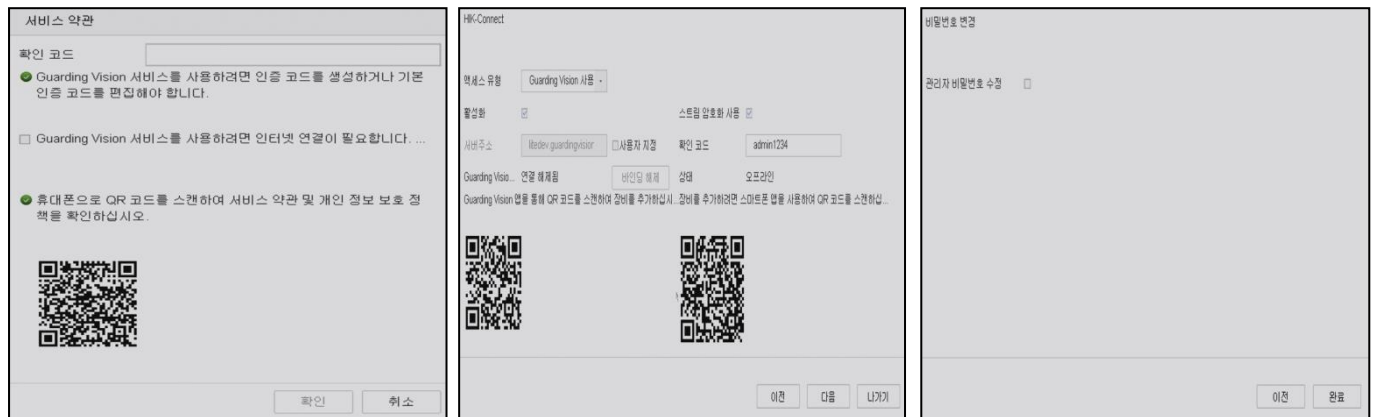 서비스 약관
확인 코드
Guarding Vision 서비스를 사용하려면 인증 코드를 생성하거나 기본
인증 코드를 편집해야 합니다.
Guarding Vision 서비스를 사용하려면 인터넷 연결이 필요합니다. ...
휴대폰으로 QR 코드를 스캔하여 서비스 약관 및 개인 정보 보호 정
책을 확인하십시오.
확인 취소
HiK-Connect
액세스 유형 Guarding Vision 사용
활성화 스트림 암호화 사용
서버주소 litedev.guardingvision 사용자 지정 확인 코드 admin1234
Guarding Visio... 연결 해제됨 바인딩 해제 상태 오프라인
Guarding Vision 앱을 통해 QR 코드를 스캔하여 장비를 추가하십시... 장비를 추가하려면 스마트폰 앱을 사용하여 QR 코드를 스캔하십...
이전 다음 나가기
비밀번호 변경
관리자 비밀번호 수정
이전 완료